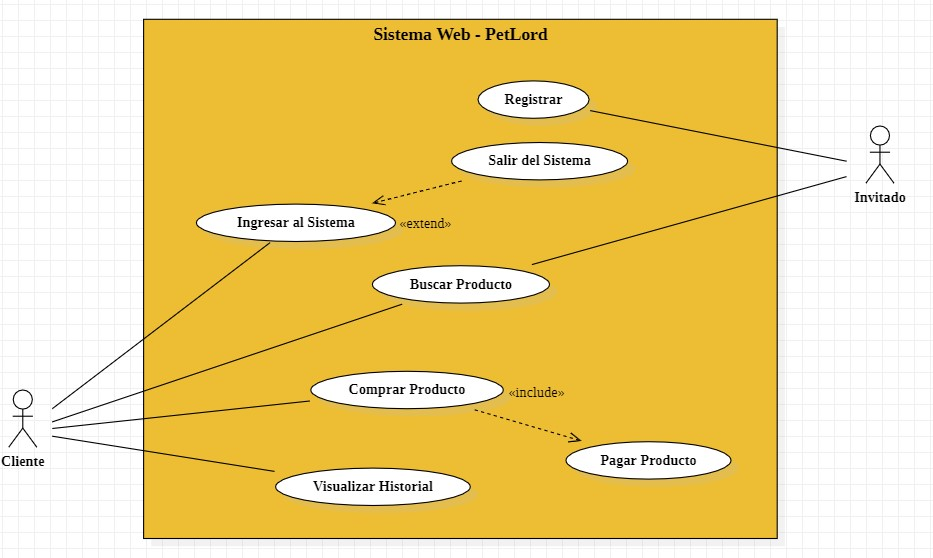 Sistema Web - PetLord
Registrar
Salir del Sistema
Invitado
Ingresar al Sistema
«extend»
Buscar Producto
Comprar Producto
«include»
Cliente
Pagar Producto
Visualizar Historial